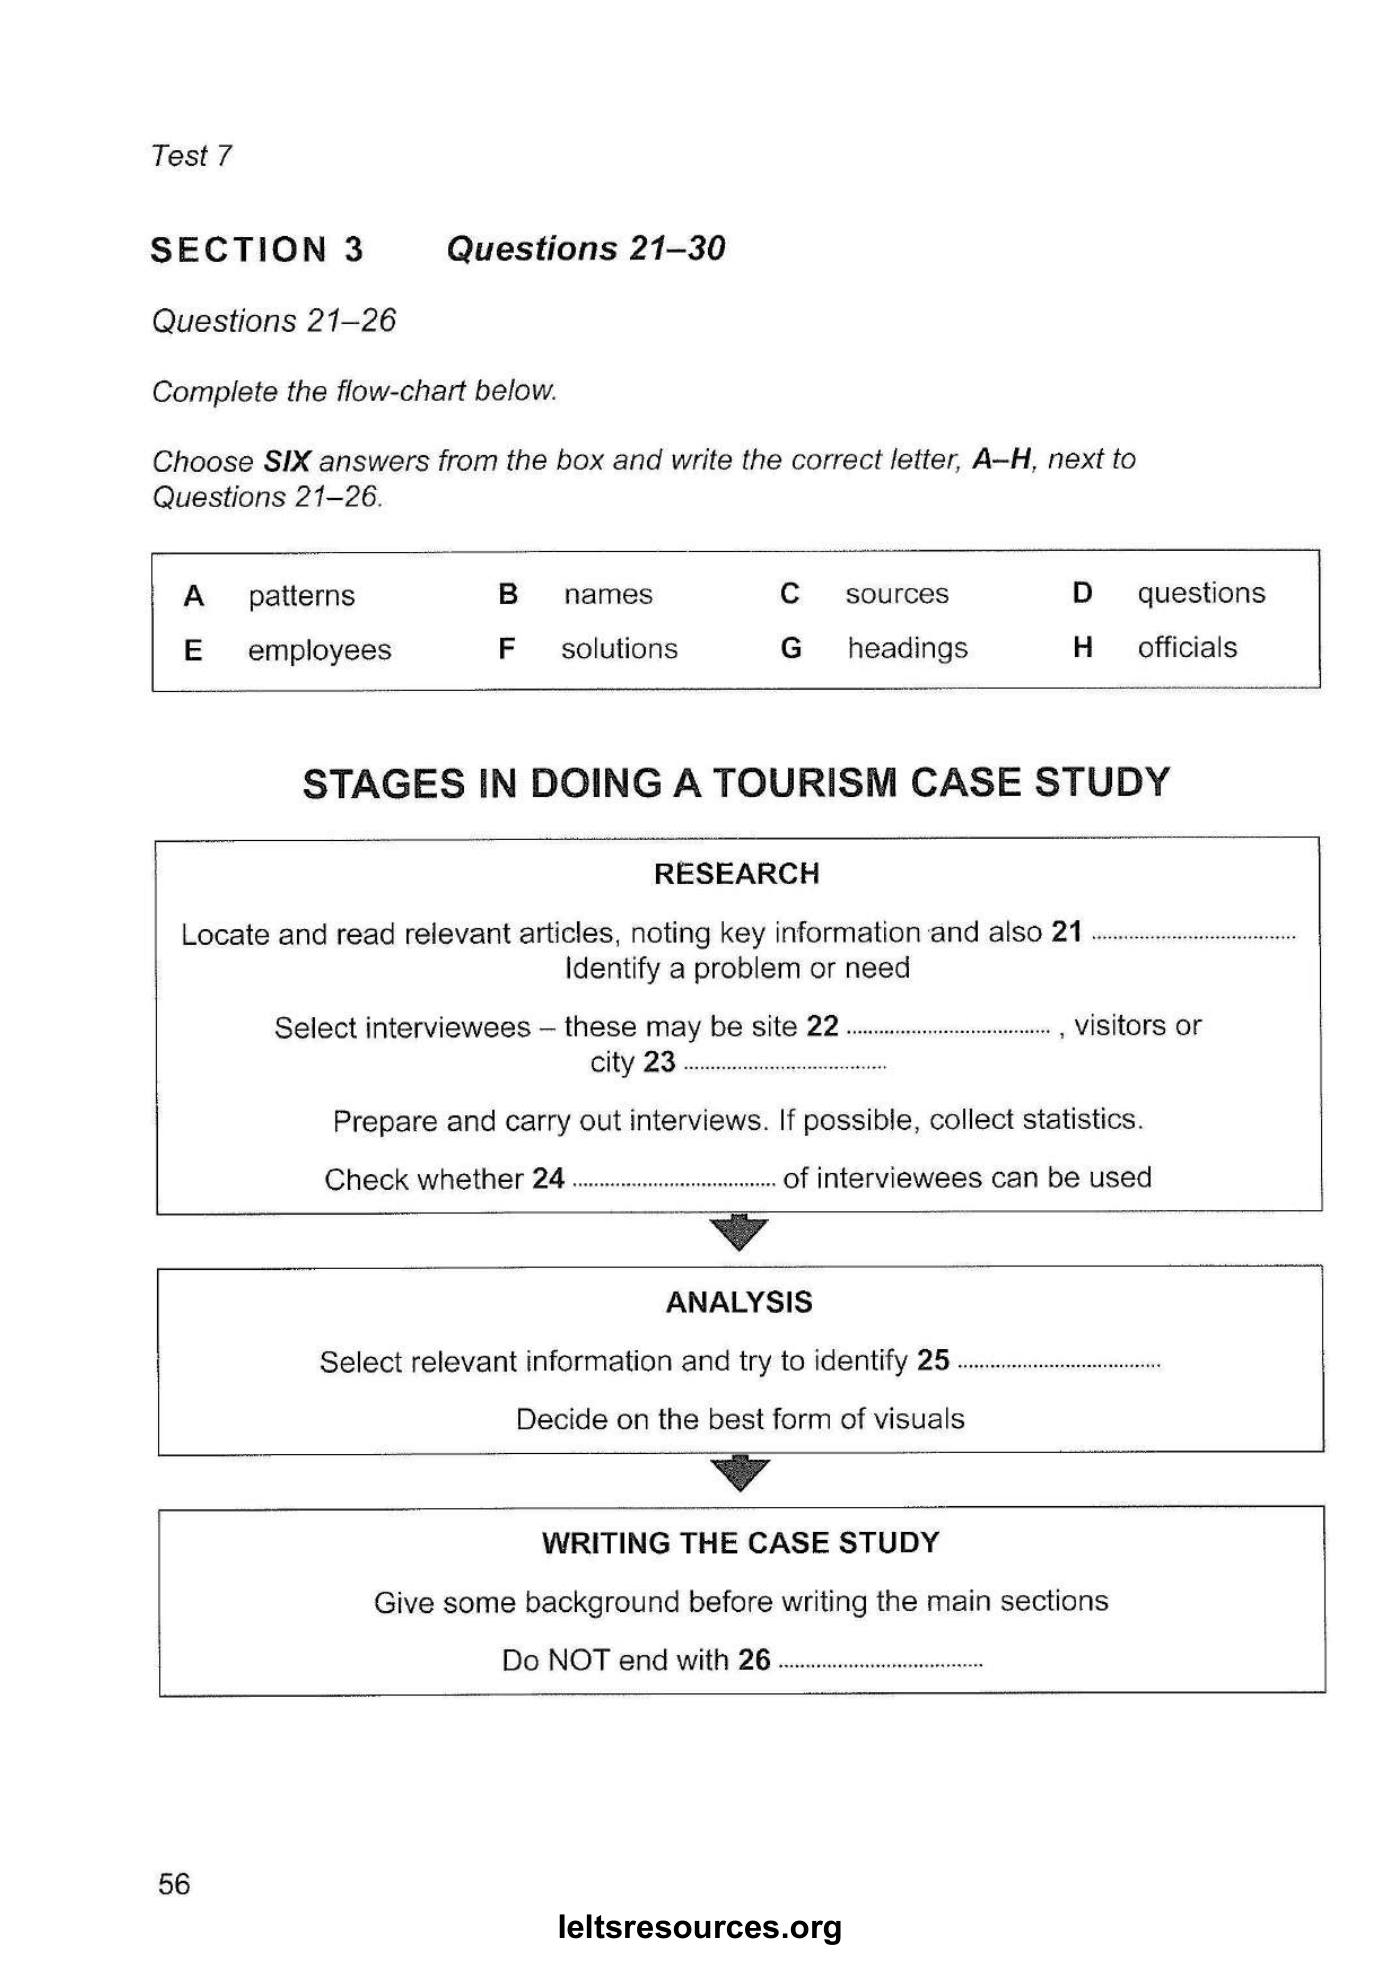 Test 7
SECTION 3 Questions 21–30
Questions 21–26
Complete the flow-chart below.
Choose SIX answers from the box and write the correct letter, A–H, next to
Questions 21–26.
A patterns B names C sources D questions
E employees F solutions G headings H officials
STAGES IN DOING A TOURISM CASE STUDY
RESEARCH
Locate and read relevant articles, noting key information and also 21 ....................................
Identify a problem or need
Select interviewees – these may be site 22 .................................... , visitors or
city 23 ....................................
Prepare and carry out interviews. If possible, collect statistics.
Check whether 24 .................................... of interviewees can be used
ANALYSIS
Select relevant information and try to identify 25 ....................................
Decide on the best form of visuals
WRITING THE CASE STUDY
Give some background before writing the main sections
Do NOT end with 26 ....................................
56
Ieltsresources.org